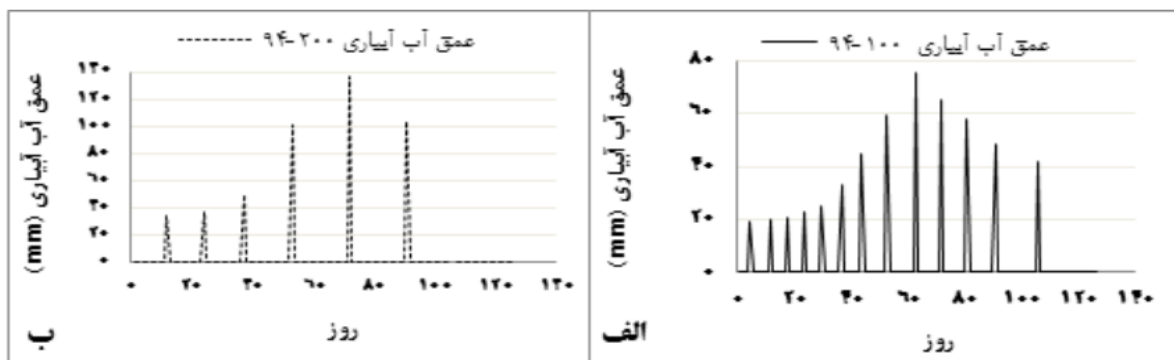 عمق آب آبیاری ۹۴-۱۰۰
عمق آب آبیاری (mm)
۸۰
۶۰
۴۰
۲۰
۰
۰ ۲۰ ۴۰ ۶۰ ۸۰ ۱۰۰ ۱۲۰ ۱۴۰
روز
الف
عمق آب آبیاری ۹۴-۲۰۰
عمق آب آبیاری (mm)
۱۴۰
۱۲۰
۱۰۰
۸۰
۶۰
۴۰
۲۰
۰
۰ ۲۰ ۴۰ ۶۰ ۸۰ ۱۰۰ ۱۲۰ ۱۴۰
روز
ب